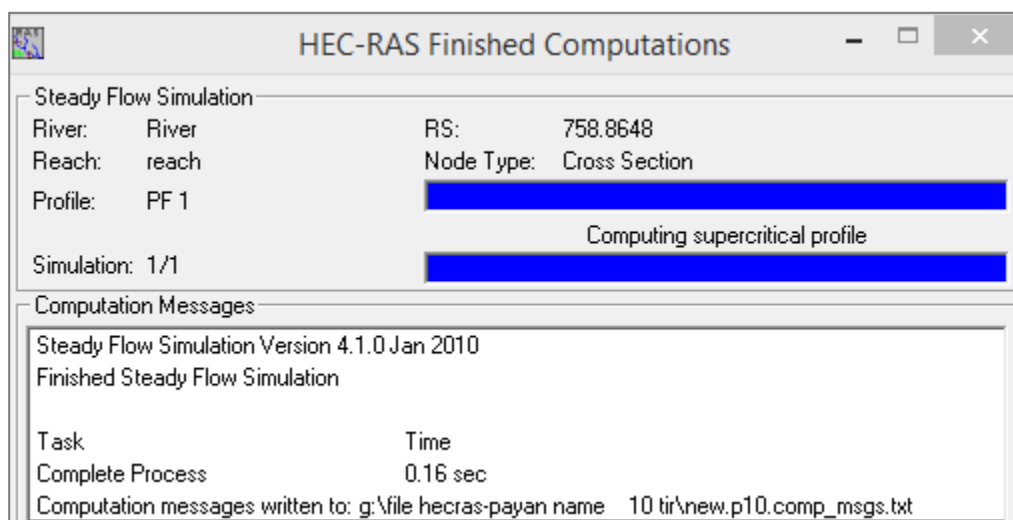 HEC-RAS Finished Computations
Steady Flow Simulation
River: River RS: 758.8648
Reach: reach Node Type: Cross Section
Profile: PF 1
Computing supercritical profile
Simulation: 1/1
Computation Messages
Steady Flow Simulation Version 4.1.0 Jan 2010
Finished Steady Flow Simulation
Task Time
Complete Process 0.16 sec
Computation messages written to: g:\file hecras-payan name 10 tir\new.p10.comp_msgs.txt